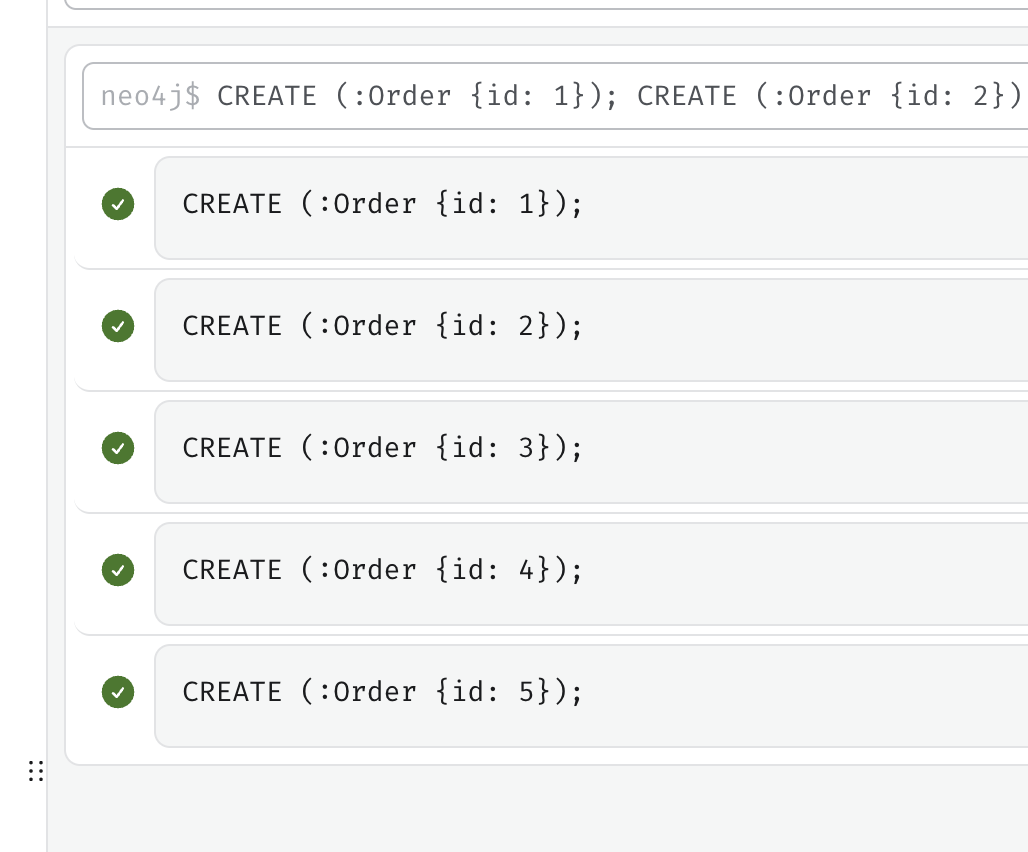 neo4j$ CREATE (:Order {id: 1}); CREATE (:Order {id: 2})
CREATE (:Order {id: 1});
CREATE (:Order {id: 2});
CREATE (:Order {id: 3});
CREATE (:Order {id: 4});
CREATE (:Order {id: 5});